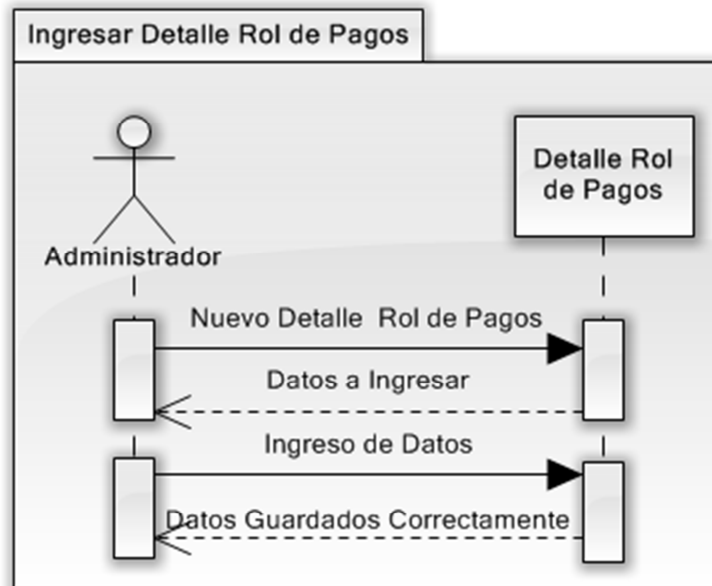 Ingresar Detalle Rol de Pagos
Detalle Rol
de Pagos
Administrador
Nuevo Detalle  Rol de Pagos
Datos a Ingresar
Ingreso de Datos
Datos Guardados Correctamente